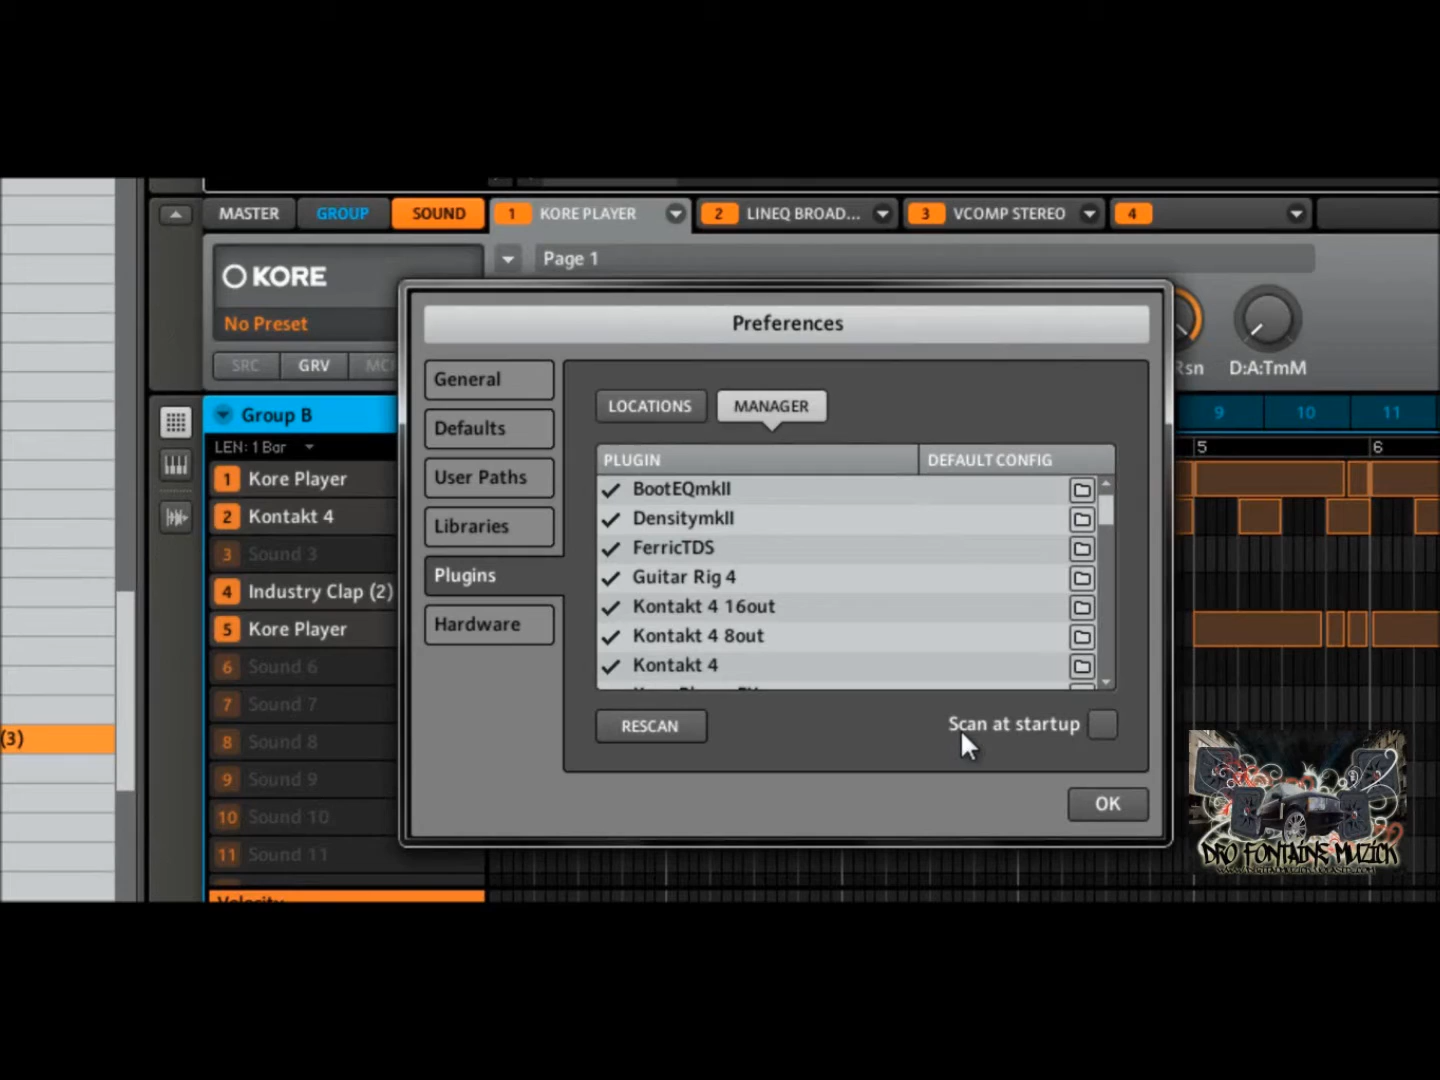 MASTER GROUP SOUND 1 KORE PLAYER 2 LINEQ BROAD... 3 VCOMP STEREO 4
KORE
Page 1
No Preset
SRC GRV
Rsn D:A:TmM
Preferences
General
Defaults
User Paths
Libraries
Plugins
Hardware
LOCATIONS MANAGER
PLUGIN DEFAULT CONFIG
BootEQmkII
DensitymkII
FerricTDS
Guitar Rig 4
Kontakt 4 16out
Kontakt 4 8out
Kontakt 4
RESCAN Scan at startup
OK
Group B
LEN: 1 Bar
1 Kore Player
2 Kontakt 4
3 Sound 3
4 Industry Clap (2)
5 Kore Player
6 Sound 6
7 Sound 7
8 Sound 8
9 Sound 9
10 Sound 10
11 Sound 11
Velocity
(3)
9 10 11
5 6
DRO FONTAINE MUZICK